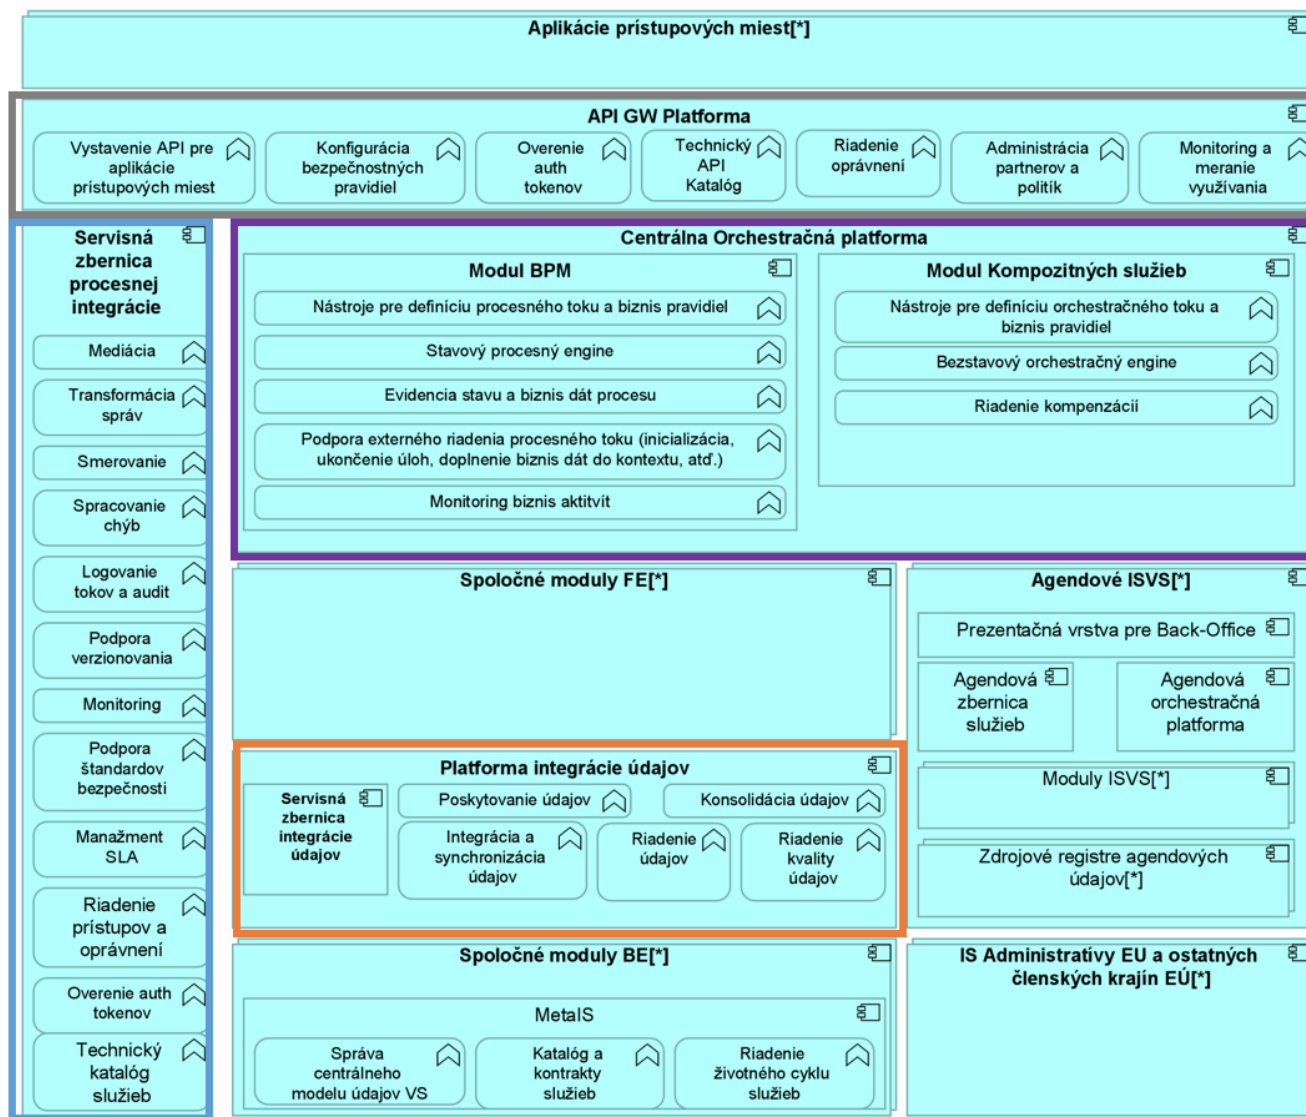 Aplikácie prístupových miest[*]
API GW Platforma
Vystavenie API pre
aplikácie
prístupových miest
Konfigurácia
bezpečnostných
pravidiel
Overenie
auth
tokenov
Technický
API
Katalóg
Riadenie
oprávnení
Administrácia
partnerov a
politík
Monitoring a
meranie
využívania
Servisná
zbernica
procesnej
integrácie
Mediácia
Transformácia
správ
Smerovanie
Spracovanie
chýb
Logovanie
tokov a audit
Podpora
verzionovania
Monitoring
Podpora
štandardov
bezpečnosti
Manažment
SLA
Riadenie
prístupov a
oprávnení
Overenie auth
tokenov
Technický
katalóg
služieb
Centrálna Orchestračná platforma
Modul BPM
Nástroje pre definíciu procesného toku a biznis pravidiel
Stavový procesný engine
Evidencia stavu a biznis dát procesu
Podpora externého riadenia procesného toku (inicializácia,
ukončenie úloh, doplnenie biznis dát do kontextu, atď.)
Monitoring biznis aktitvít
Modul Kompozitných služieb
Nástroje pre definíciu orchestračného toku a
biznis pravidiel
Bezstavový orchestračný engine
Riadenie kompenzácií
Spoločné moduly FE[*]
Agendové ISVS[*]
Prezentačná vrstva pre Back-Office
Agendová
zbernica
služieb
Agendová
orchestračná
platforma
Moduly ISVS[*]
Zdrojové registre agendových
údajov[*]
Platforma integrácie údajov
Servisná
zbernica
integrácie
údajov
Poskytovanie údajov
Konsolidácia údajov
Integrácia a
synchronizácia
údajov
Riadenie
údajov
Riadenie
kvality
údajov
Spoločné moduly BE[*]
MetaIS
Správa
centrálneho
modelu údajov VS
Katalóg a
kontrakty
služieb
Riadenie
životného cyklu
služieb
IS Administratívy EU a ostatných
členských krajín EÚ[*]